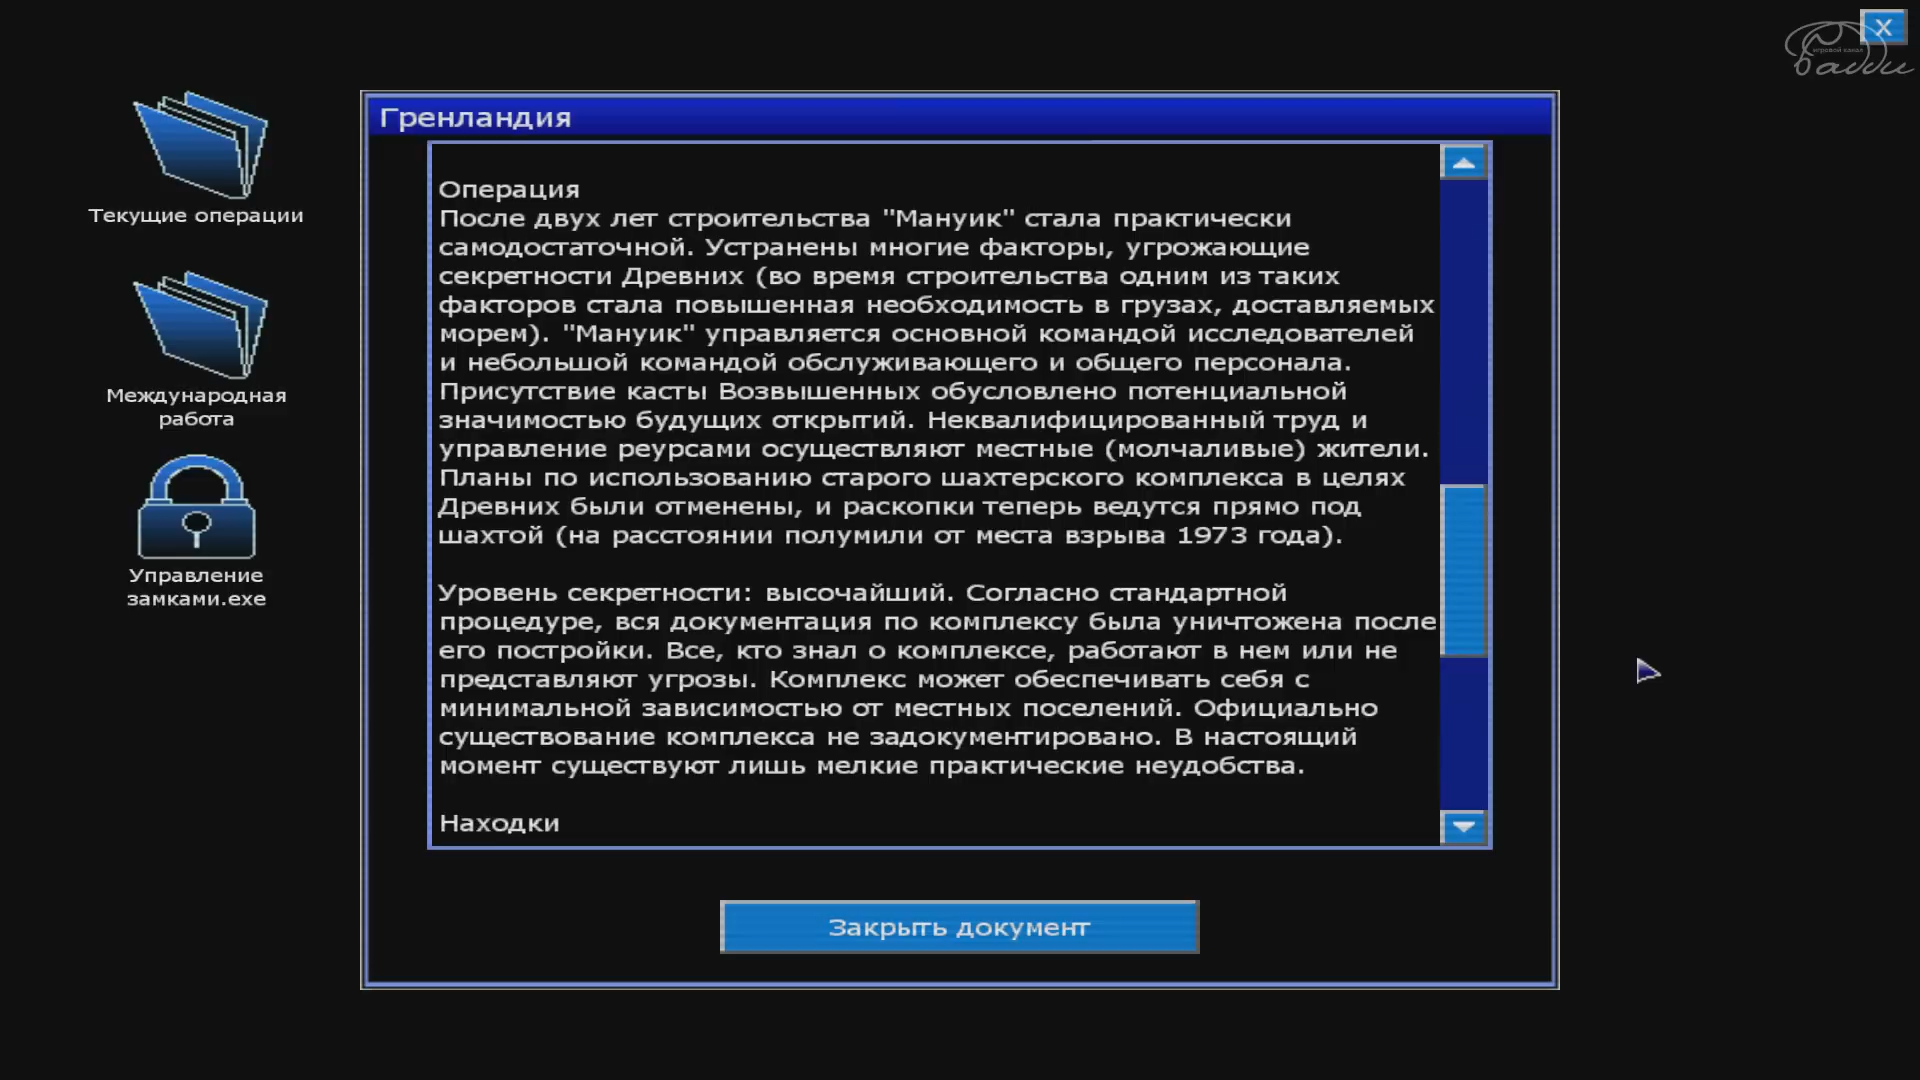 X
игровой канал
Бадди
Гренландия
Текущие операции
Международная
работа
Управление
замками.exe
Операция
После двух лет строительства "Мануик" стала практически
самодостаточной. Устранены многие факторы, угрожающие
секретности Древних (во время строительства одним из таких
факторов стала повышенная необходимость в грузах, доставляемых
морем). "Мануик" управляется основной командой исследователей
и небольшой командой обслуживающего и общего персонала.
Присутствие касты Возвышенных обусловлено потенциальной
значимостью будущих открытий. Неквалифицированный труд и
управление реурсами осуществляют местные (молчаливые) жители.
Планы по использованию старого шахтерского комплекса в целях
Древних были отменены, и раскопки теперь ведутся прямо под
шахтой (на расстоянии полумили от места взрыва 1973 года).
Уровень секретности: высочайший. Согласно стандартной
процедуре, вся документация по комплексу была уничтожена после
его постройки. Все, кто знал о комплексе, работают в нем или не
представляют угрозы. Комплекс может обеспечивать себя с
минимальной зависимостью от местных поселений. Официально
существование комплекса не задокументировано. В настоящий
момент существуют лишь мелкие практические неудобства.
Находки
Закрыть документ